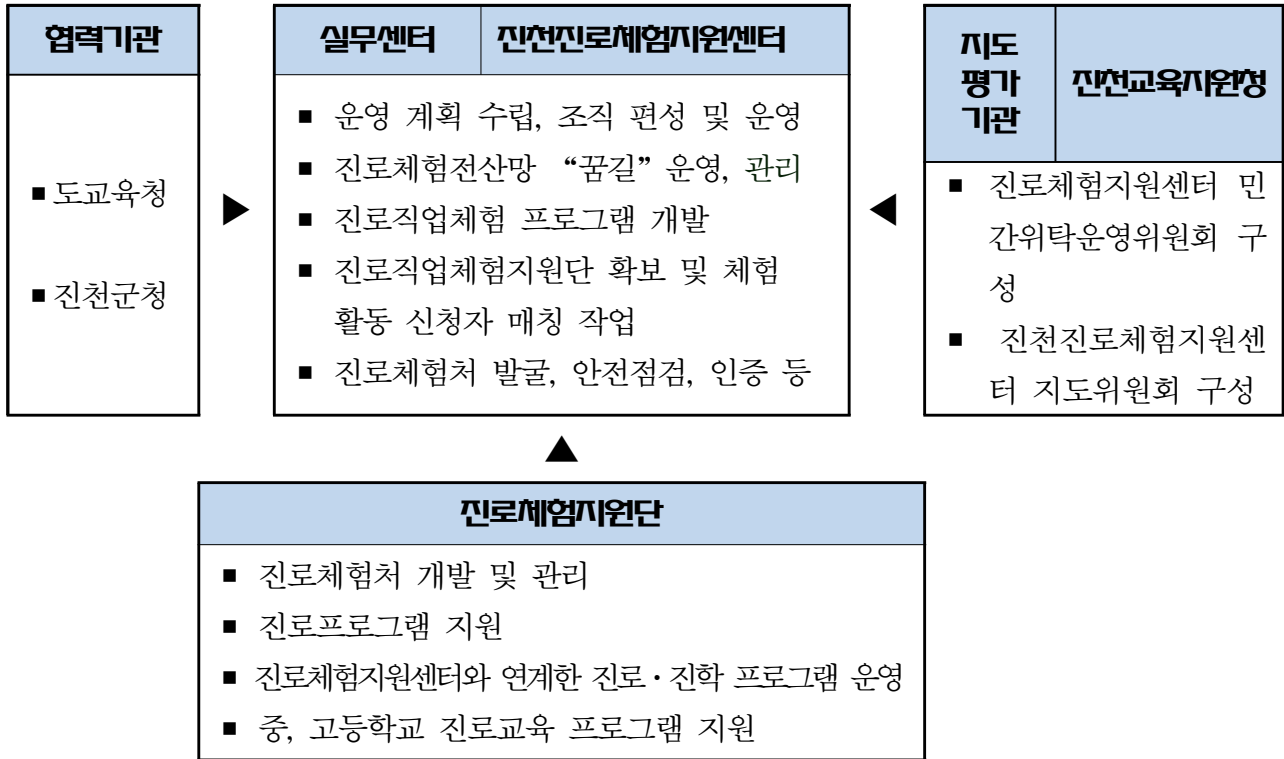 협력기관
■ 도교육청
■ 진천군청
▶
실무센터 진천진로체험지원센터
■ 운영 계획 수립, 조직 편성 및 운영
■ 진로체험전산망 “꿈길” 운영, 관리
■ 진로직업체험 프로그램 개발
■ 진로직업체험지원단 확보 및 체험
활동 신청자 매칭 작업
■ 진로체험처 발굴, 안전점검, 인증 등
◀
지도
평가
기관
진천교육지원청
■ 진로체험지원센터 민
간위탁운영위원회 구
성
■ 진천진로체험지원센
터 지도위원회 구성
▲
진로체험지원단
■ 진로체험처 개발 및 관리
■ 진로프로그램 지원
■ 진로체험지원센터와 연계한 진로·진학 프로그램 운영
■ 중, 고등학교 진로교육 프로그램 지원